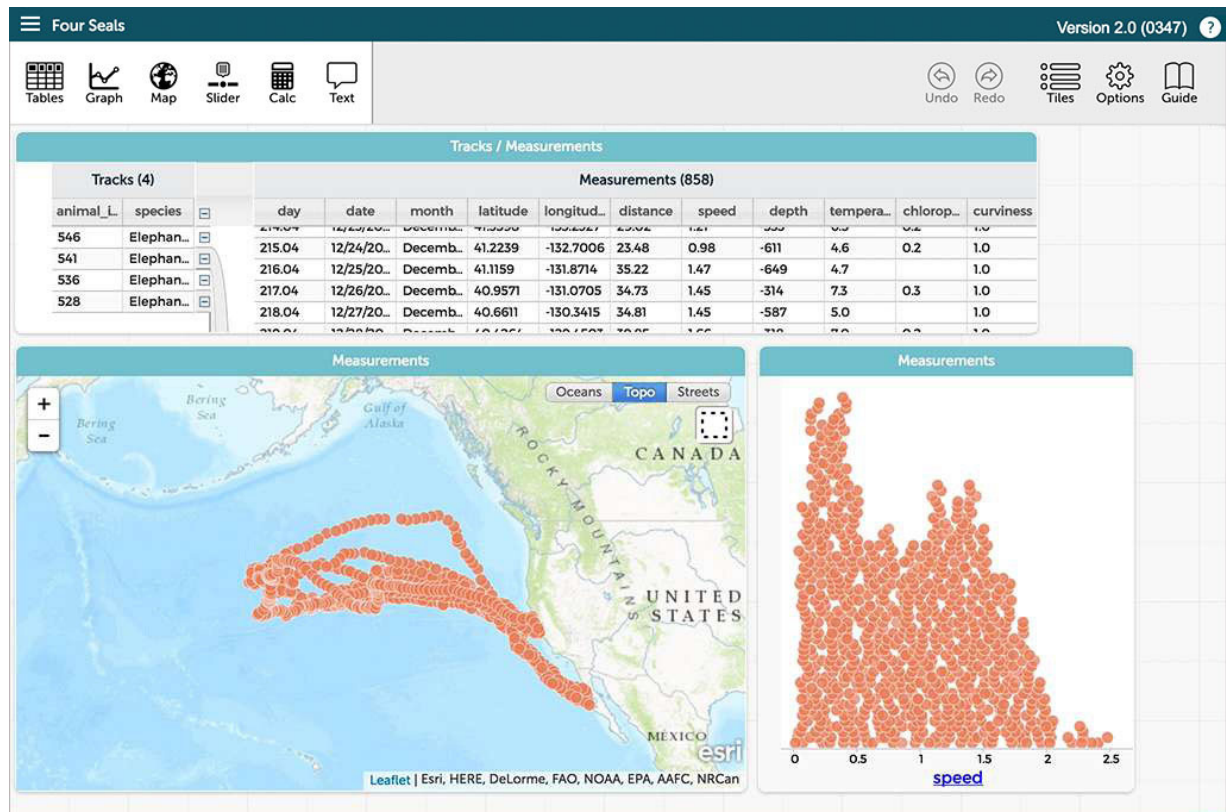 Four Seals Version 2.0 (0347) ?
Tables Graph Map Slider Calc Text Undo Redo Tiles Options Guide
Tracks / Measurements
Tracks (4) Measurements (858)
animal_i... species day date month latitude longitud... distance speed depth tempera... chlorop... curviness
546 Elephan...
541 Elephan...
536 Elephan...
528 Elephan...
215.04 12/24/20... Decemb... 41.2239 -132.7006 23.48 0.98 -611 4.6 0.2 1.0
216.04 12/25/20... Decemb... 41.1159 -131.8714 35.22 1.47 -649 4.7 1.0
217.04 12/26/20... Decemb... 40.9571 -131.0705 34.73 1.45 -314 7.3 0.3 1.0
218.04 12/27/20... Decemb... 40.6611 -130.3415 34.81 1.45 -587 5.0 1.0
Measurements
Oceans Topo Streets
+
-
Bering
Sea
Bering
Sea
Gulf of
Alaska
CANADA
ROCKY MOUNTAINS
UNITED
STATES
MÉXICO
esri
Leaflet | Esri, HERE, DeLorme, FAO, NOAA, EPA, AAFC, NRCan
Measurements
0 0.5 1 1.5 2 2.5
speed